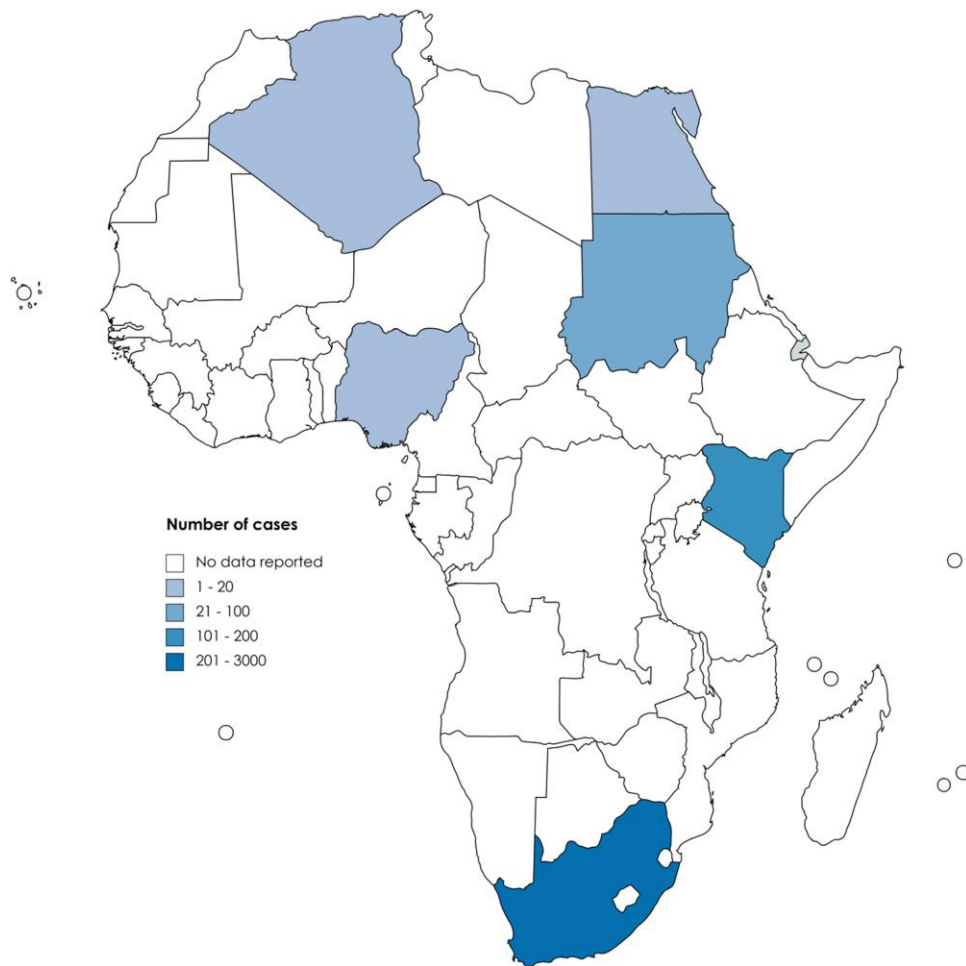 Number of cases
No data reported
1 - 20
21 - 100
101 - 200
201 - 3000